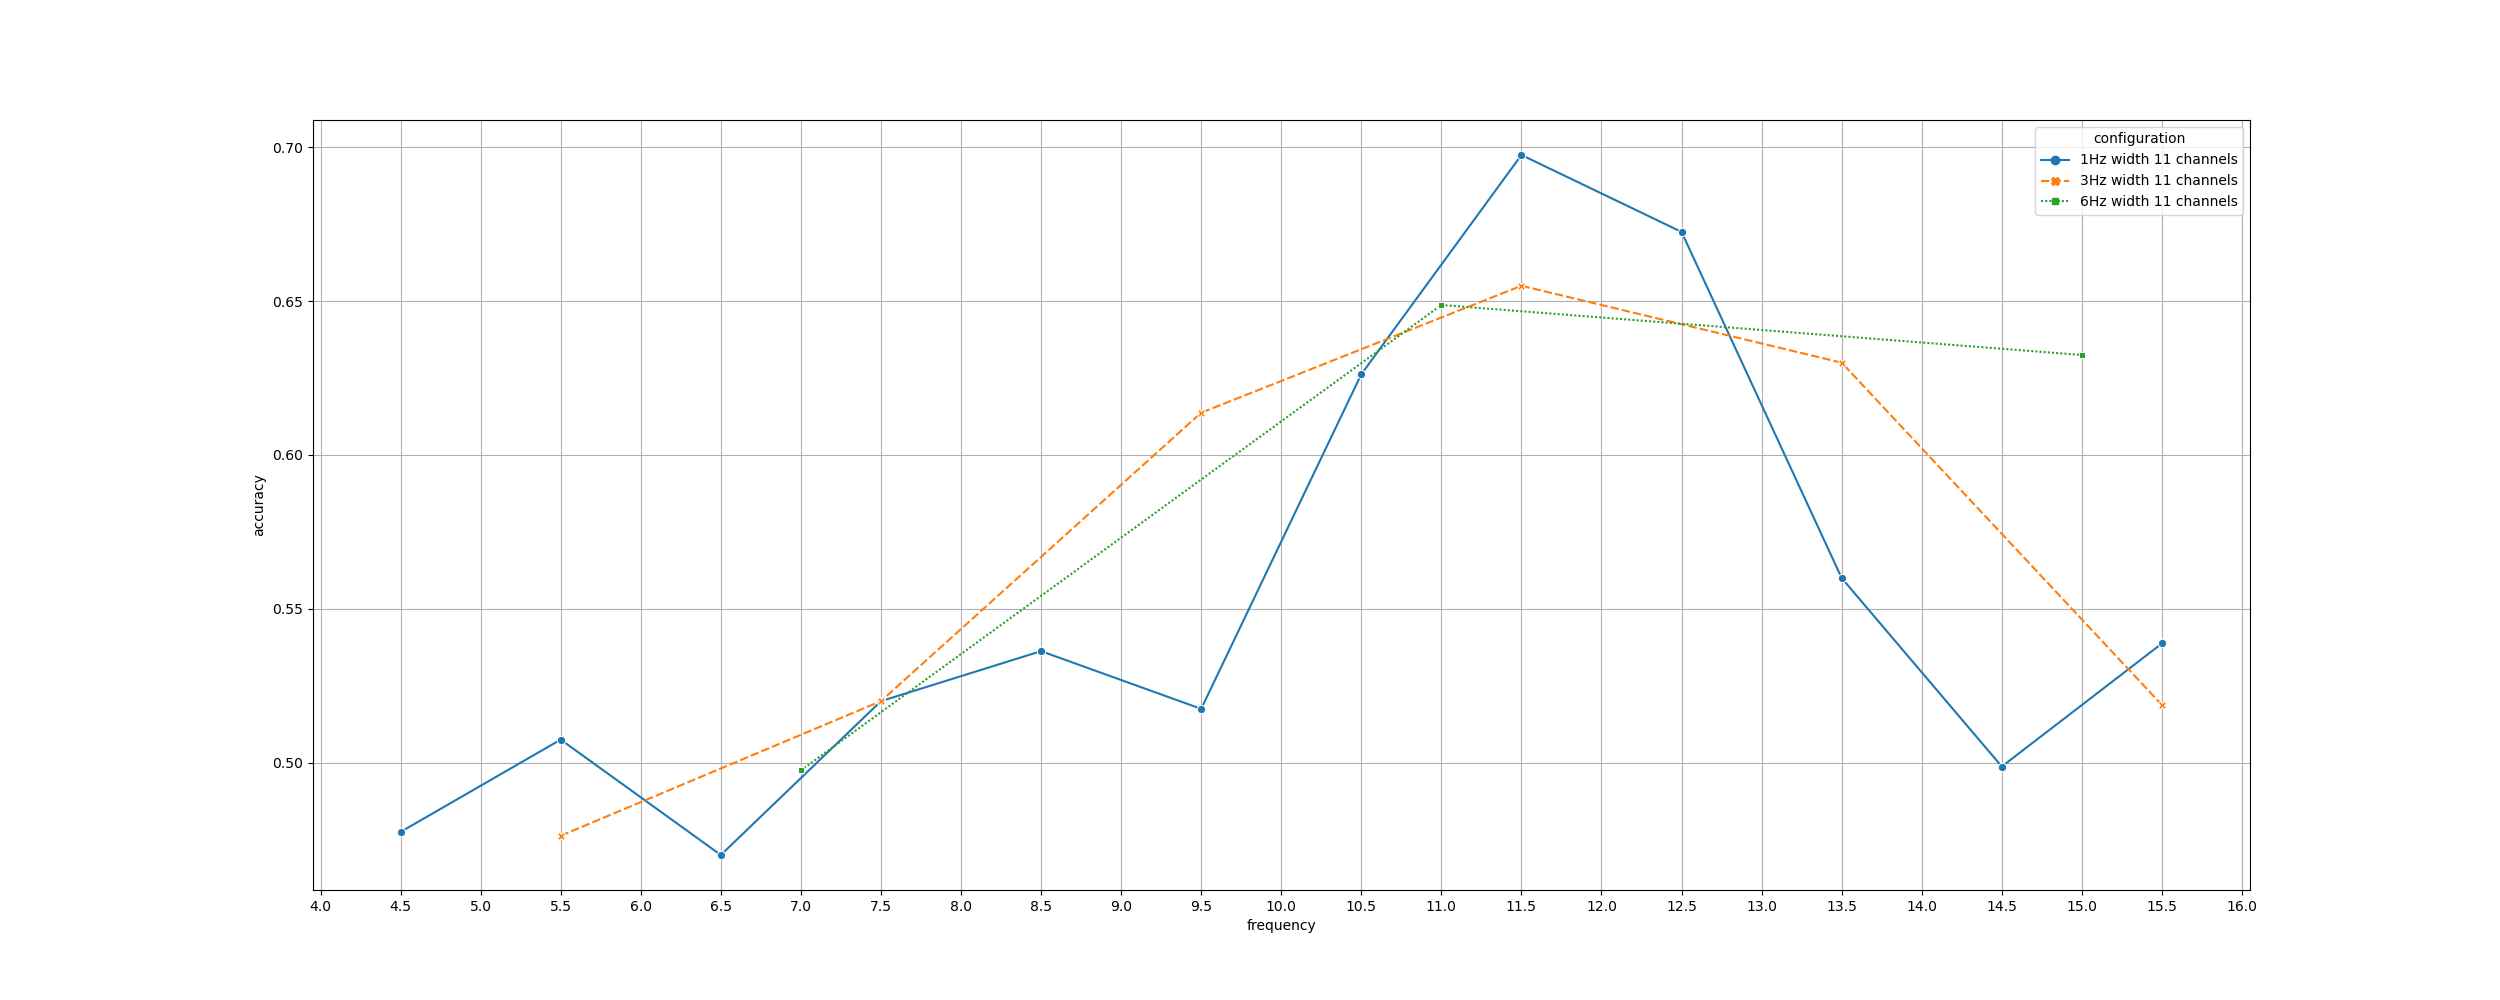 configuration
1Hz width 11 channels
3Hz width 11 channels
6Hz width 11 channels
0.70
0.65
0.60
0.55
0.50
accuracy
4.0 4.5 5.0 5.5 6.0 6.5 7.0 7.5 8.0 8.5 9.0 9.5 10.0 10.5 11.0 11.5 12.0 12.5 13.0 13.5 14.0 14.5 15.0 15.5 16.0
frequency